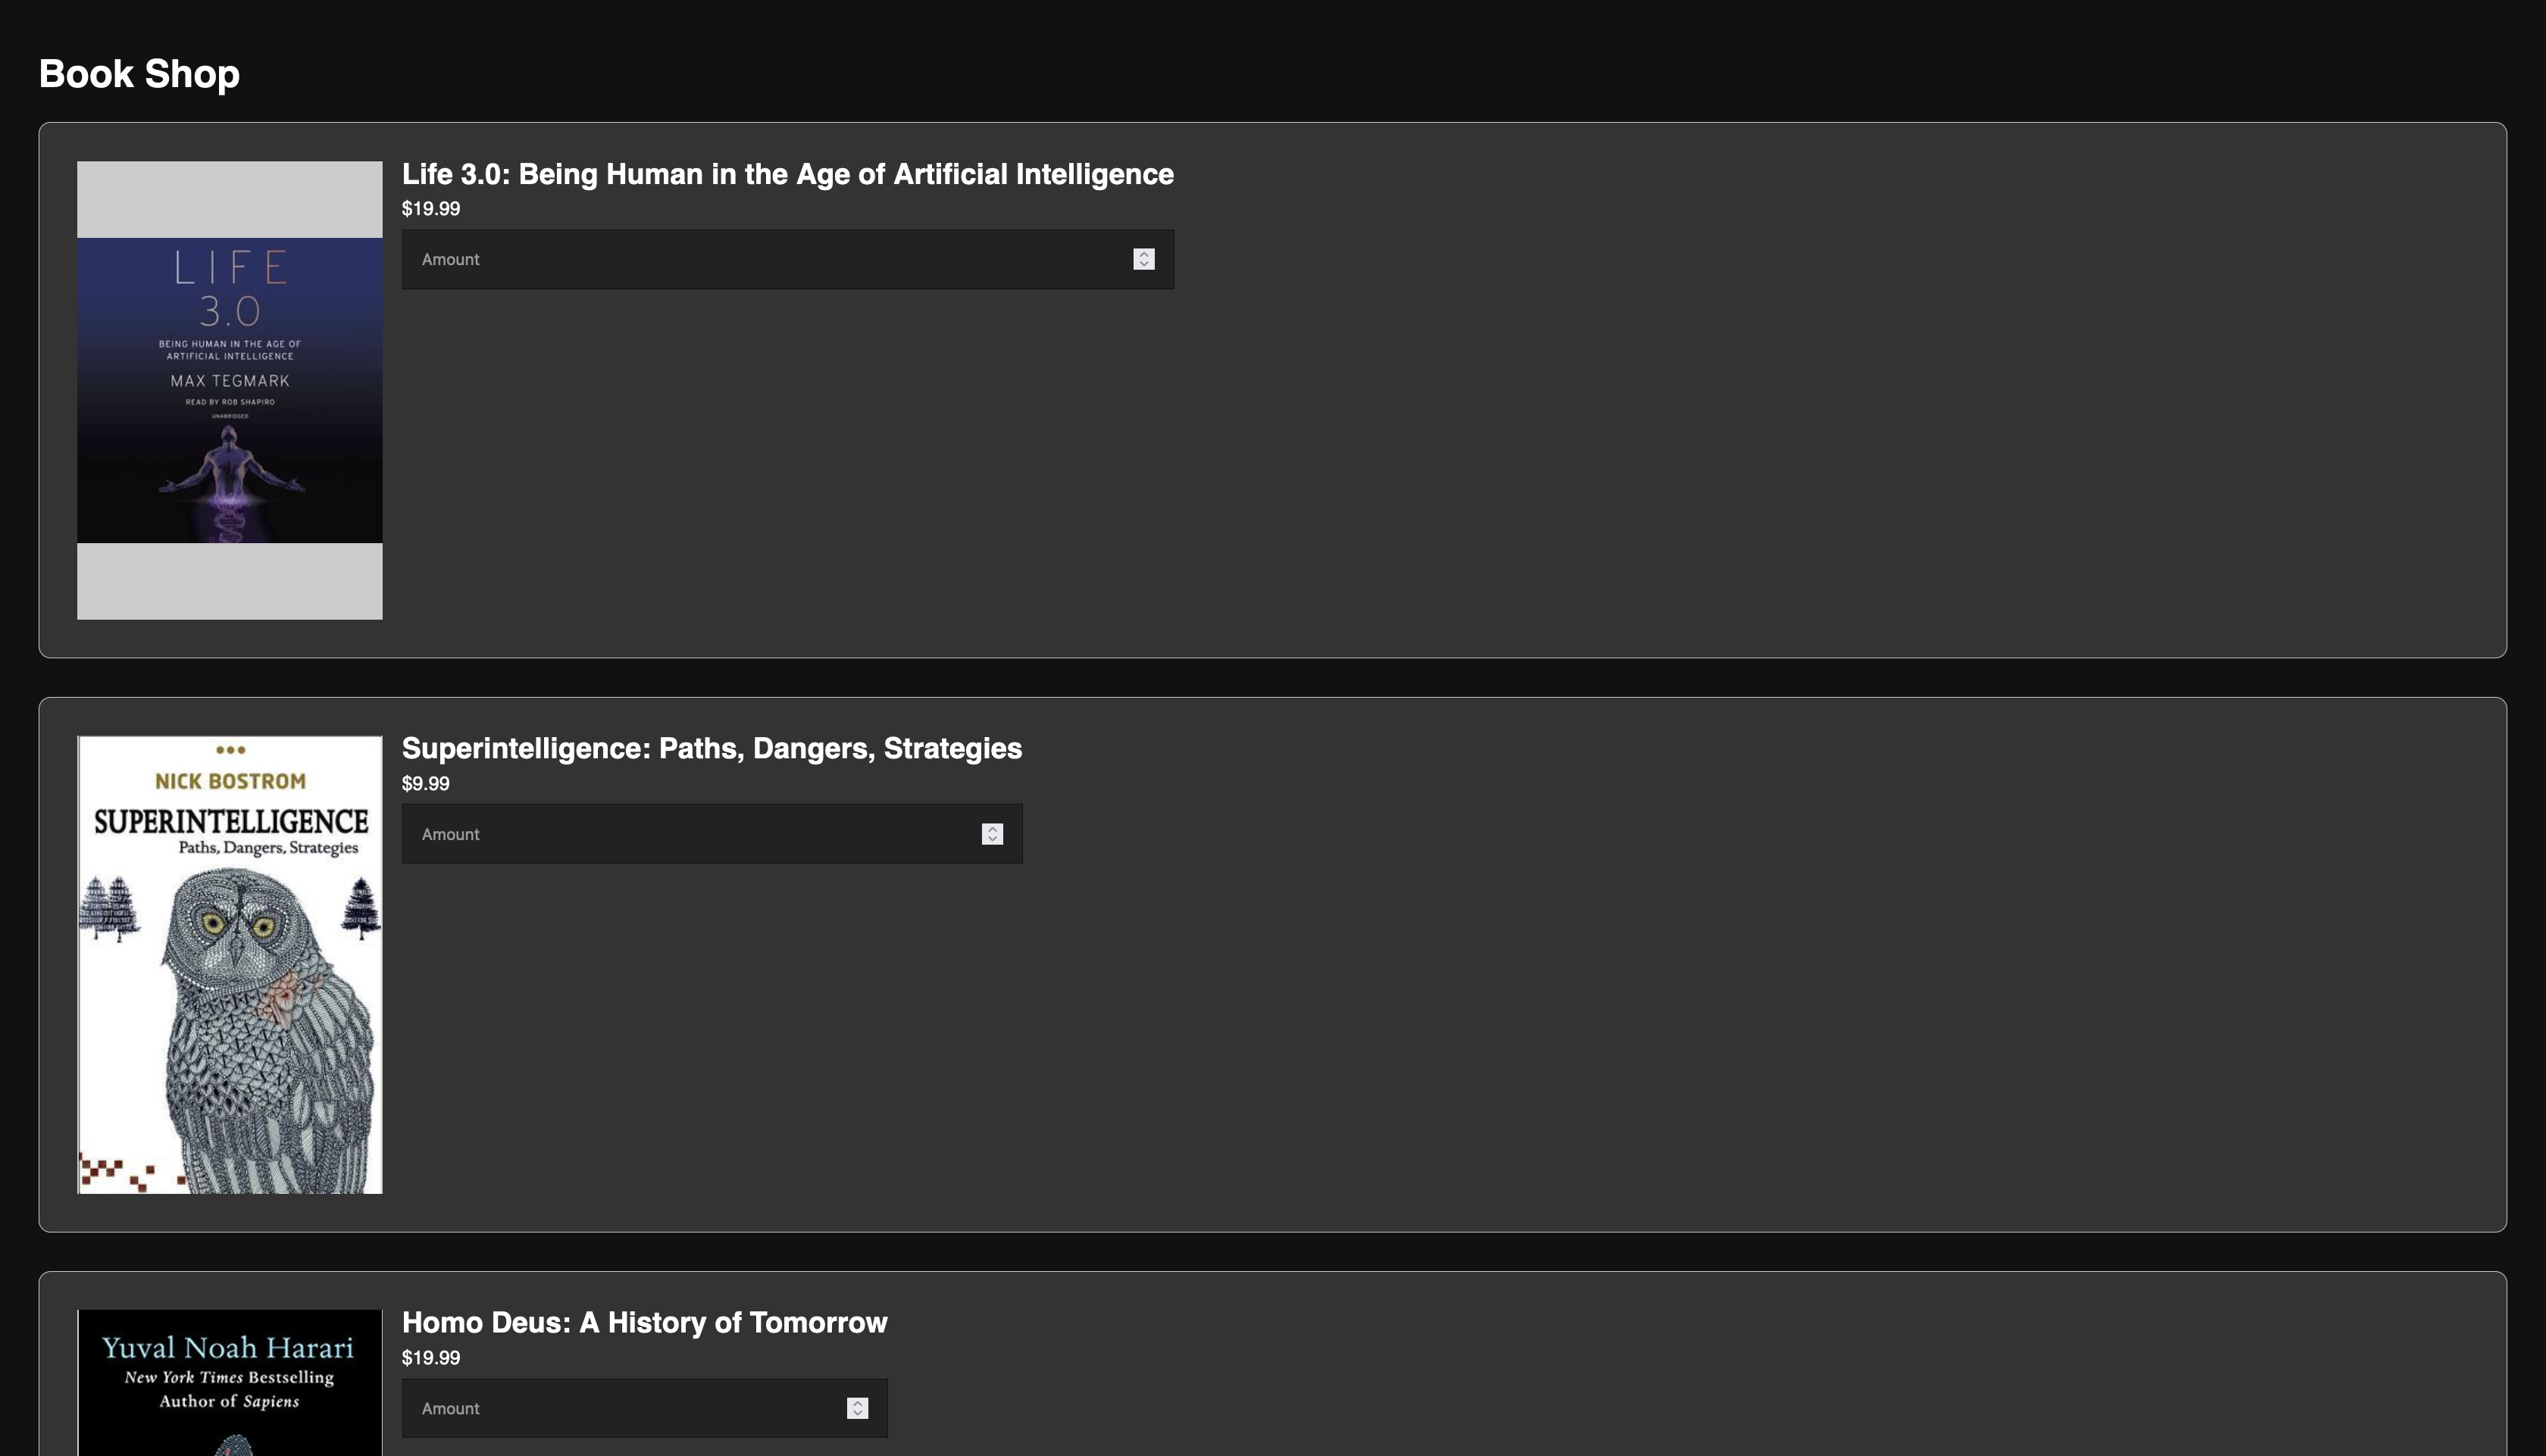 Book Shop
Life 3.0: Being Human in the Age of Artificial Intelligence
$19.99
Amount
LIFE
3.0
BEING HUMAN IN THE AGE OF
ARTIFICIAL INTELLIGENCE
MAX TEGMARK
READ BY ROB SHAPIRO
UNABRIDGED
Superintelligence: Paths, Dangers, Strategies
$9.99
Amount
NICK BOSTROM
SUPERINTELLIGENCE
Paths, Dangers, Strategies
Homo Deus: A History of Tomorrow
$19.99
Amount
Yuval Noah Harari
New York Times Bestselling
Author of Sapiens